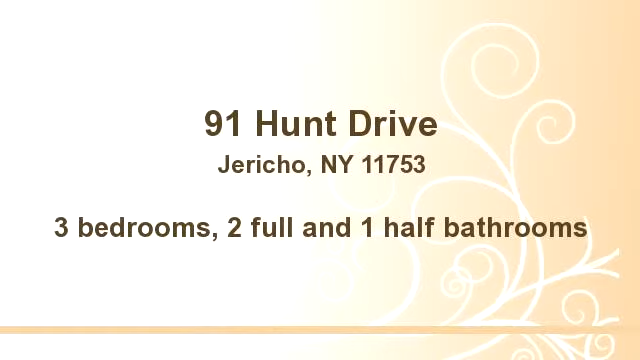 91 Hunt Drive
Jericho, NY 11753
3 bedrooms, 2 full and 1 half bathrooms